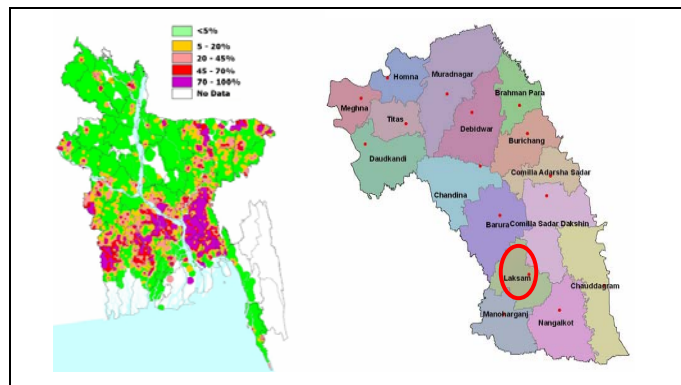 <5%
5 - 20%
20 - 45%
45 - 70%
70 - 100%
No Data
Homna
Muradnagar
Meghna
Brahman Para
Titas
Debidwar
Burichang
Daudkandi
Comilla Adarsha Sadar
Chandina
Barura
Comilla Sadar Dakshin
Laksam
Chauddagram
Manoharganj
Nangalkot